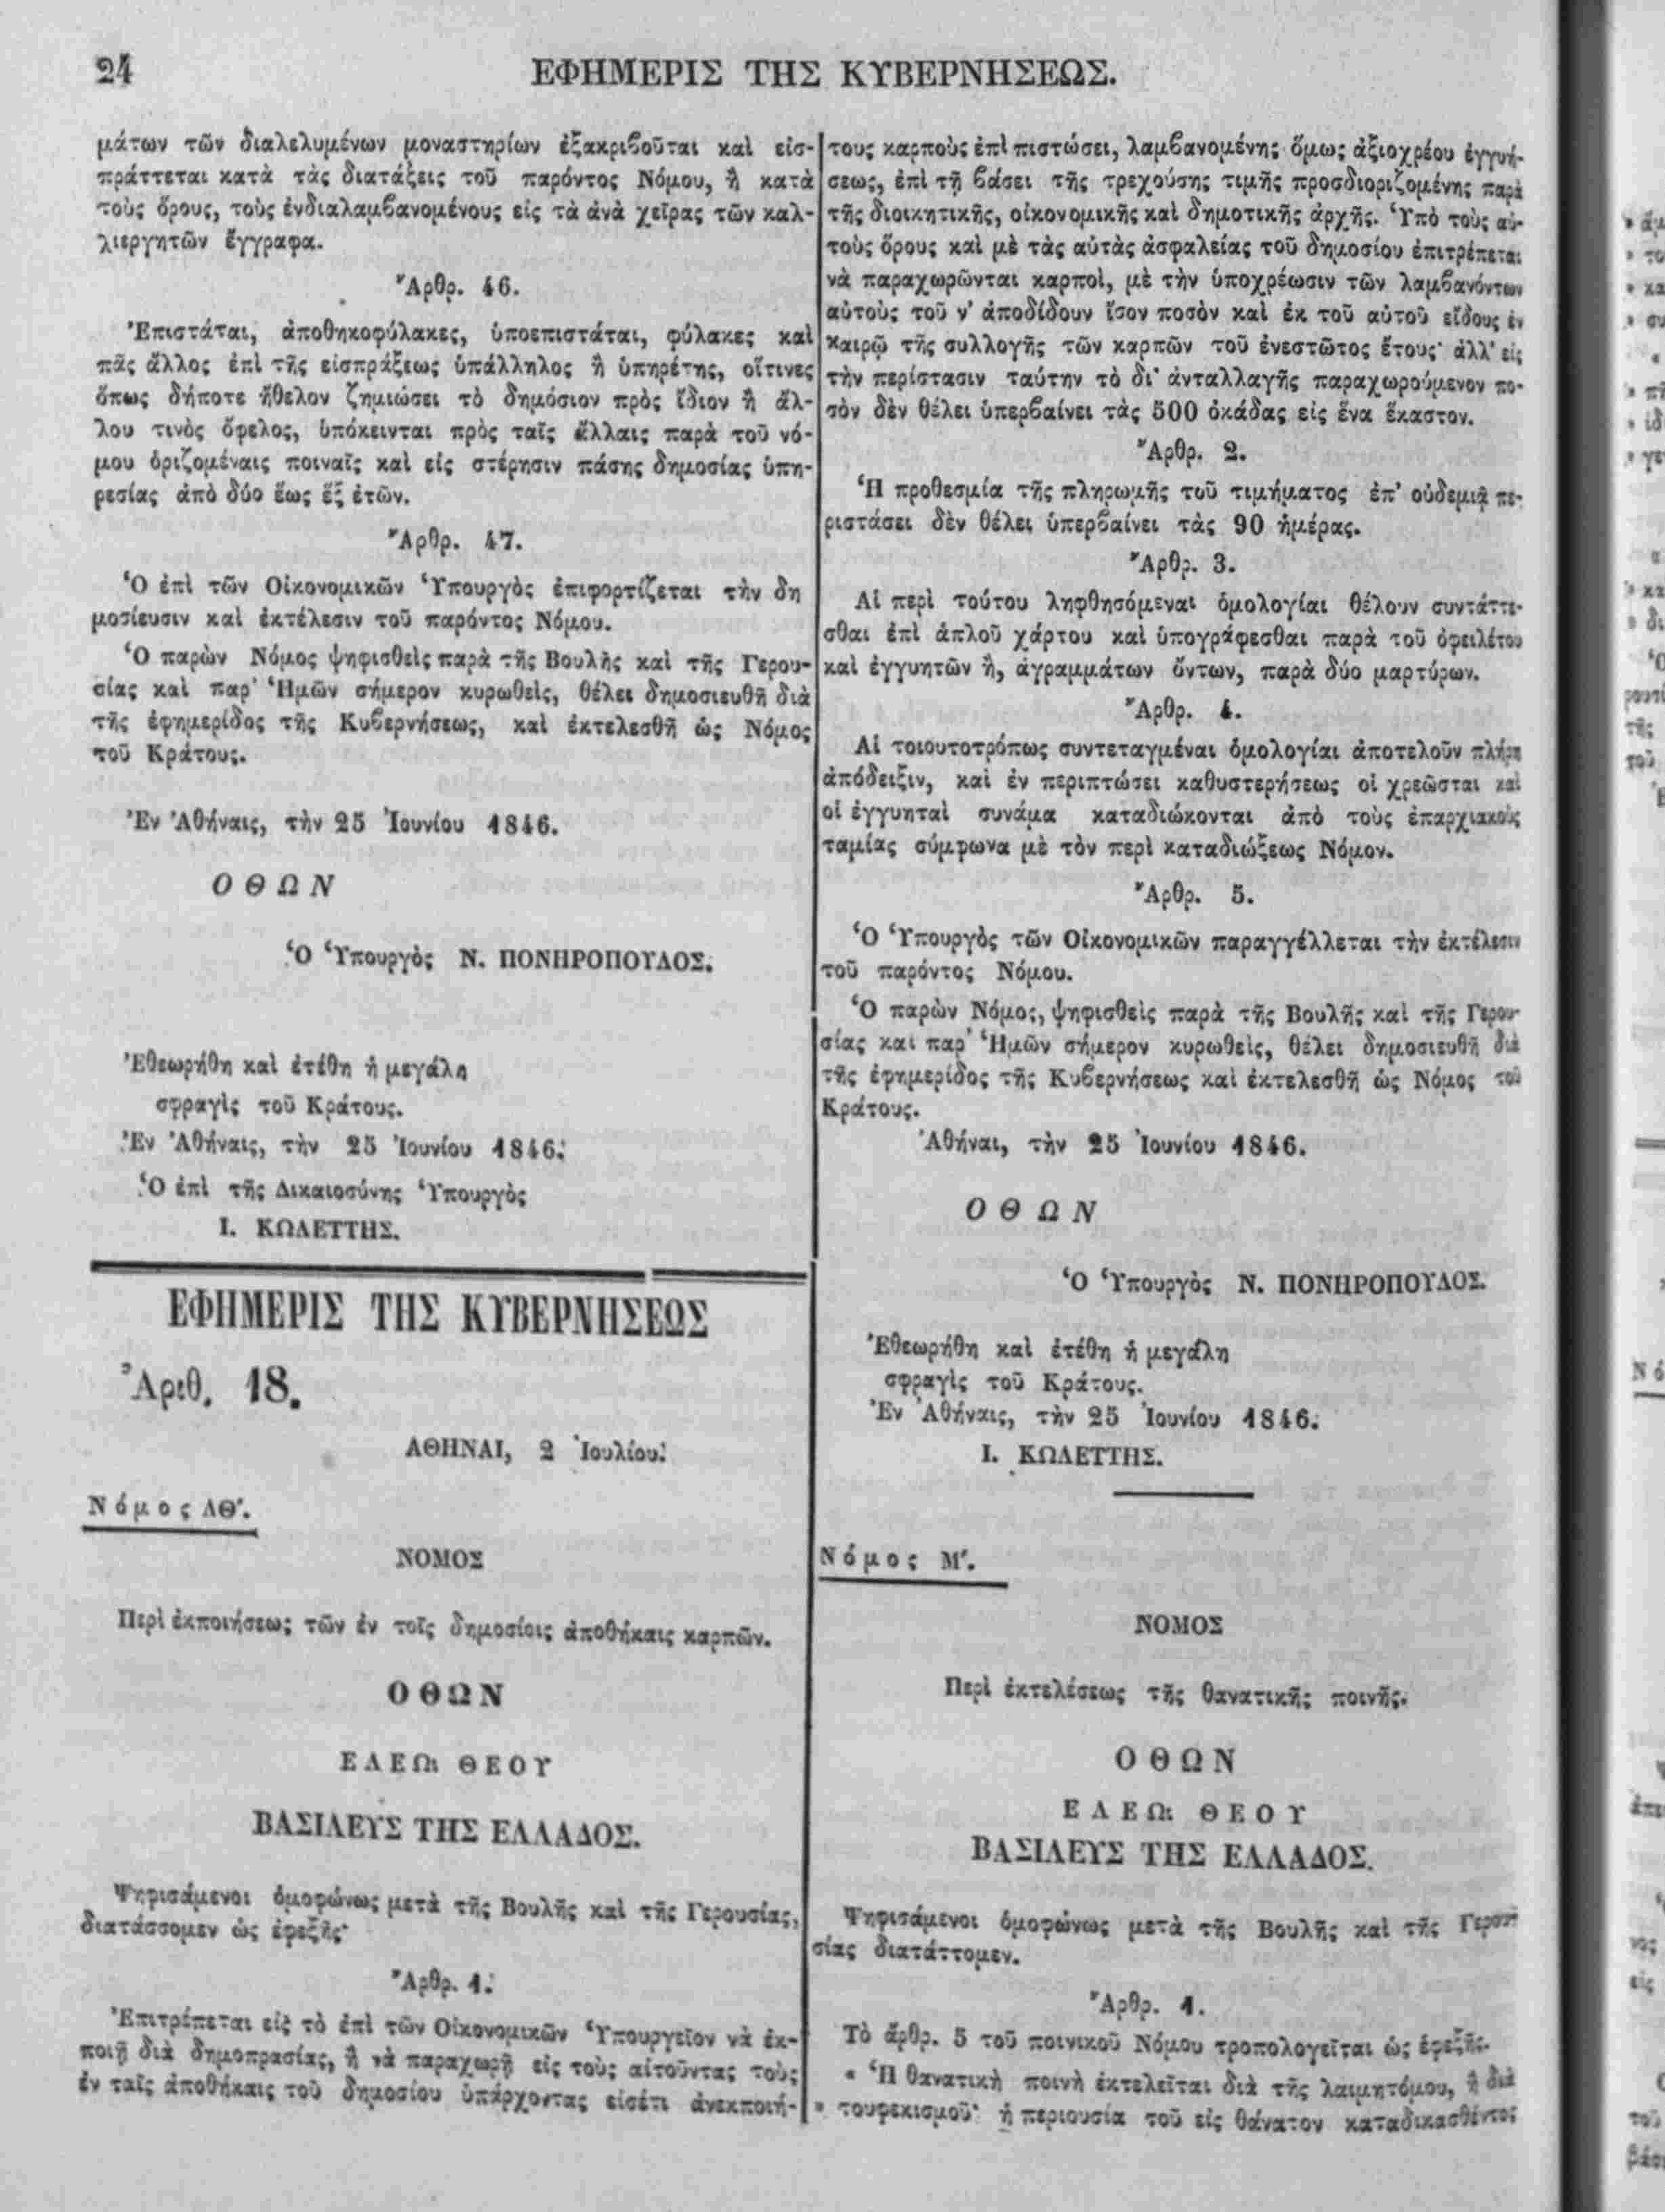 24
ΕΦΗΜΕΡΙΣ ΤΗΣ ΚΥΒΕΡΝΗΣΕΩΣ.
μάτων τῶν διαλελυμένων μοναστηρίων ἐξακριβοῦται καὶ εἰσ-
πράττεται κατὰ τὰς διατάξεις τοῦ παρόντος Νόμου, ἢ κατὰ
τοὺς ὅρους, τοὺς ἐνδιαλαμβανομένους εἰς τὰ ἀνὰ χεῖρας τῶν καλ-
λιεργητῶν ἔγγραφα.
Ἄρθρ. 46.
Ἐπιστάται, ἀποθηκοφύλακες, ὑποεπιστάται, φύλακες καὶ
πᾶς ἄλλος ἐπὶ τῆς εἰσπράξεως ὑπάλληλος ἢ ὑπηρέτης, οἵτινες
ὅπως δήποτε ἤθελον ζημιώσει τὸ δημόσιον πρὸς ἴδιον ἢ ἄλ-
λου τινὸς ὄφελος, ὑπόκεινται πρὸς ταῖς ἄλλαις παρὰ τοῦ νό-
μου ὁριζομέναις ποιναῖς καὶ εἰς στέρησιν πάσης δημοσίας ὑπη-
ρεσίας ἀπὸ δύο ἕως ἓξ ἐτῶν.
Ἄρθρ. 47.
Ὁ ἐπὶ τῶν Οἰκονομικῶν Ὑπουργὸς ἐπιφορτίζεται τὴν δη
μοσίευσιν καὶ ἐκτέλεσιν τοῦ παρόντος Νόμου.
Ὁ παρὼν Νόμος ψηφισθεὶς παρὰ τῆς Βουλῆς καὶ τῆς Γερου-
σίας καὶ παρ' Ἡμῶν σήμερον κυρωθεὶς, θέλει δημοσιευθῆ διὰ
τῆς ἐφημερίδος τῆς Κυβερνήσεως, καὶ ἐκτελεσθῆ ὡς Νόμος
τοῦ Κράτους.
Ἐν Ἀθήναις, τὴν 25 Ἰουνίου 1846.
ΟΘΩΝ
Ὁ Ὑπουργὸς Ν. ΠΟΝΗΡΟΠΟΥΛΟΣ.
Ἐθεωρήθη καὶ ἐτέθη ἡ μεγάλη
σφραγὶς τοῦ Κράτους.
Ἐν Ἀθήναις, τὴν 25 Ἰουνίου 1846.
Ὁ ἐπὶ τῆς Δικαιοσύνης Ὑπουργὸς
Ι. ΚΩΛΕΤΤΗΣ.
ΕΦΗΜΕΡΙΣ ΤΗΣ ΚΥΒΕΡΝΗΣΕΩΣ
Ἀριθ. 18.
ΑΘΗΝΑΙ, 2 Ἰουλίου.
Νόμος ΛΘ'.
ΝΟΜΟΣ
Περὶ ἐκποιήσεως τῶν ἐν τοῖς δημοσίοις ἀποθήκαις καρπῶν.
ΟΘΩΝ
ΕΛΕΩι ΘΕΟΥ
ΒΑΣΙΛΕΥΣ ΤΗΣ ΕΛΛΑΔΟΣ.
Ψηφισάμενοι ὁμοφώνως μετὰ τῆς Βουλῆς καὶ τῆς Γερουσίας,
διατάσσομεν ὡς ἐφεξῆς·
Ἄρθρ. 1.
Ἐπιτρέπεται εἰς τὸ ἐπὶ τῶν Οἰκονομικῶν Ὑπουργεῖον νὰ ἐκ-
ποιῇ διὰ δημοπρασίας, ἢ νὰ παραχωρῇ εἰς τοὺς αἰτοῦντας τοὺς
ἐν ταῖς ἀποθήκαις τοῦ δημοσίου ὑπάρχοντας εἰσέτι ἀνεκποιή-
τους καρποὺς ἐπὶ πιστώσει, λαμβανομένης ὅμως ἀξιοχρέου ἐγγυή-
σεως, ἐπὶ τῇ βάσει τῆς τρεχούσης τιμῆς προσδιοριζομένης παρὰ
τῆς διοικητικῆς, οἰκονομικῆς καὶ δημοτικῆς ἀρχῆς. Ὑπὸ τοὺς αὐ-
τοὺς ὅρους καὶ μὲ τὰς αὐτὰς ἀσφαλείας τοῦ δημοσίου ἐπιτρέπεται
νὰ παραχωρῶνται καρποὶ, μὲ τὴν ὑποχρέωσιν τῶν λαμβανόντων
αὐτοὺς τοῦ ν' ἀποδίδουν ἴσον ποσὸν καὶ ἐκ τοῦ αὐτοῦ εἴδους ἐν
καιρῷ τῆς συλλογῆς τῶν καρπῶν τοῦ ἐνεστῶτος ἔτους· ἀλλ' εἰς
τὴν περίστασιν ταύτην τὸ δι' ἀνταλλαγῆς παραχωρούμενον πο-
σὸν δὲν θέλει ὑπερβαίνει τὰς 500 ὀκάδας εἰς ἕνα ἕκαστον.
Ἄρθρ. 2.
Ἡ προθεσμία τῆς πληρωμῆς τοῦ τιμήματος ἐπ' οὐδεμιᾷ πε-
ριστάσει δὲν θέλει ὑπερβαίνει τὰς 90 ἡμέρας.
Ἄρθρ. 3.
Αἱ περὶ τούτου ληφθησόμεναι ὁμολογίαι θέλουν συντάττε-
σθαι ἐπὶ ἁπλοῦ χάρτου καὶ ὑπογράφεσθαι παρὰ τοῦ ὀφειλέτου
καὶ ἐγγυητῶν ἢ, ἀγραμμάτων ὄντων, παρὰ δύο μαρτύρων.
Ἄρθρ. 4.
Αἱ τοιουτοτρόπως συντεταγμέναι ὁμολογίαι ἀποτελοῦν πλήρη
ἀπόδειξιν, καὶ ἐν περιπτώσει καθυστερήσεως οἱ χρεῶσται καὶ
οἱ ἐγγυηταὶ συνάμα καταδιώκονται ἀπὸ τοὺς ἐπαρχιακοὺς
ταμίας σύμφωνα μὲ τὸν περὶ καταδιώξεως Νόμον.
Ἄρθρ. 5.
Ὁ Ὑπουργὸς τῶν Οἰκονομικῶν παραγγέλλεται τὴν ἐκτέλεσιν
τοῦ παρόντος Νόμου.
Ὁ παρὼν Νόμος, ψηφισθεὶς παρὰ τῆς Βουλῆς καὶ τῆς Γερου-
σίας καὶ παρ' Ἡμῶν σήμερον κυρωθεὶς, θέλει δημοσιευθῆ διὰ
τῆς ἐφημερίδος τῆς Κυβερνήσεως καὶ ἐκτελεσθῆ ὡς Νόμος τοῦ
Κράτους.
Ἀθήναι, τὴν 25 Ἰουνίου 1846.
ΟΘΩΝ
Ὁ Ὑπουργὸς Ν. ΠΟΝΗΡΟΠΟΥΛΟΣ.
Ἐθεωρήθη καὶ ἐτέθη ἡ μεγάλη
σφραγὶς τοῦ Κράτους.
Ἐν Ἀθήναις, τὴν 25 Ἰουνίου 1846.
Ι. ΚΩΛΕΤΤΗΣ.
Νόμος Μ'.
ΝΟΜΟΣ
Περὶ ἐκτελέσεως τῆς θανατικῆς ποινῆς.
ΟΘΩΝ
ΕΛΕΩι ΘΕΟΥ
ΒΑΣΙΛΕΥΣ ΤΗΣ ΕΛΛΑΔΟΣ.
Ψηφισάμενοι ὁμοφώνως μετὰ τῆς Βουλῆς καὶ τῆς Γερου-
σίας διατάττομεν.
Ἄρθρ. 1.
Τὸ ἄρθρ. 5 τοῦ ποινικοῦ Νόμου τροπολογεῖται ὡς ἐφεξῆς.
« Ἡ θανατικὴ ποινὴ ἐκτελεῖται διὰ τῆς λαιμητόμου, ἢ διὰ
» τουφεκισμοῦ· ἡ περιουσία τοῦ εἰς θάνατον καταδικασθέντος